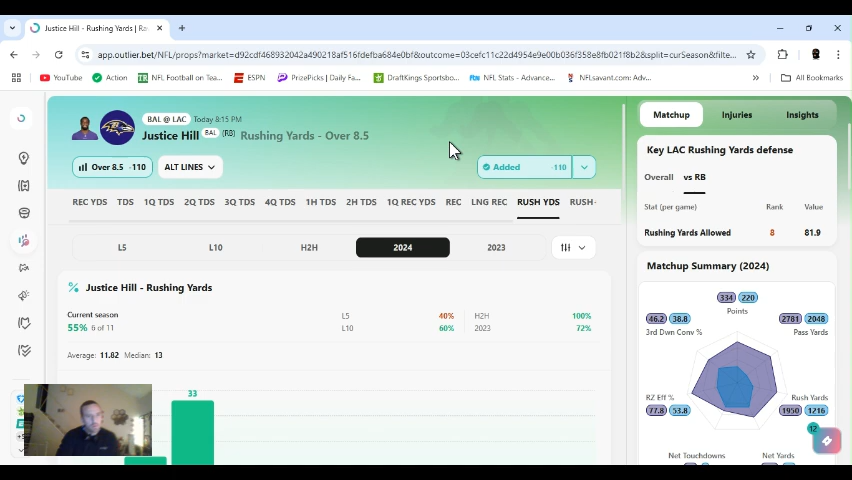 Justice Hill - Rushing Yards | Ra
app.outlier.bet/NFL/props?market=d92cdf468932042a490218af516fdefba684e0bf&outcome=03cefc11c22d4954e9e00b036f358e8fb021f8b2&split=curSeason&filte...
YouTube Action NFL Football on Tea... ESPN PrizePicks | Daily Fa... DraftKings Sportsbo... NFL Stats - Advance... NFLsavant.com: Adv... » All Bookmarks
BAL @ LAC Today 8:15 PM
Justice Hill BAL (RB) Rushing Yards - Over 8.5
Over 8.5 -110 ALT LINES Added -110
REC YDS TDS 1Q TDS 2Q TDS 3Q TDS 4Q TDS 1H TDS 2H TDS 1Q REC YDS REC LNG REC RUSH YDS RUSH
L5 L10 H2H 2024 2023
Justice Hill - Rushing Yards
Current season
55% 6 of 11
L5 40% H2H 100%
L10 60% 2023 72%
Average: 11.82 Median: 13
33
Matchup Injuries Insights
Key LAC Rushing Yards defense
Overall vs RB
Stat (per game) Rank Value
Rushing Yards Allowed 8 81.9
Matchup Summary (2024)
334 220
Points
46.2 38.8
3rd Dwn Conv %
2781 2048
Pass Yards
RZ Eff %
77.8 53.8
Rush Yards
1950 1216
12
Net Touchdowns Net Yards